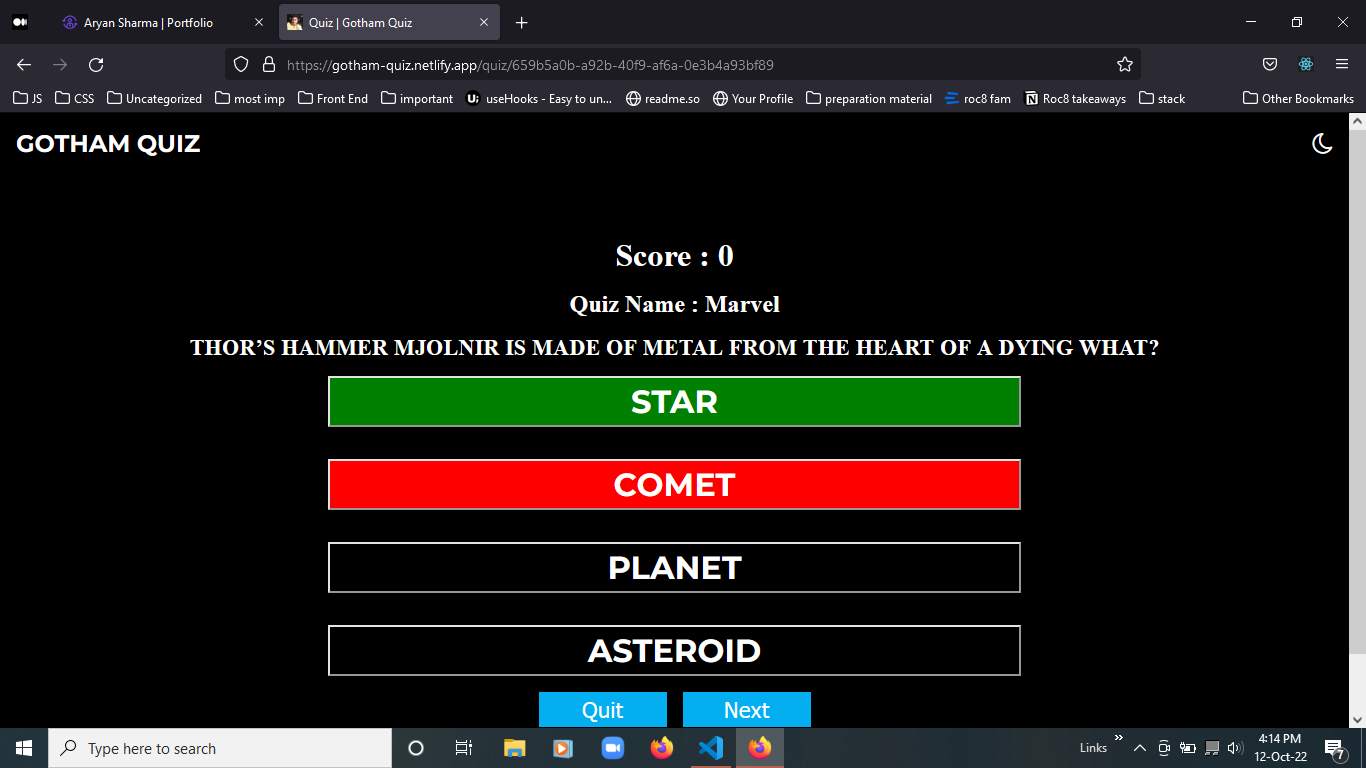 Aryan Sharma | Portfolio
Quiz | Gotham Quiz
https://gotham-quiz.netlify.app/quiz/659b5a0b-a92b-40f9-af6a-0e3b4a93bf89
JS CSS Uncategorized most imp Front End important useHooks - Easy to un... readme.so Your Profile preparation material roc8 fam Roc8 takeaways stack Other Bookmarks
GOTHAM QUIZ
Score : 0
Quiz Name : Marvel
THOR’S HAMMER MJOLNIR IS MADE OF METAL FROM THE HEART OF A DYING WHAT?
STAR
COMET
PLANET
ASTEROID
Quit Next
Type here to search
Links
4:14 PM
12-Oct-22
7